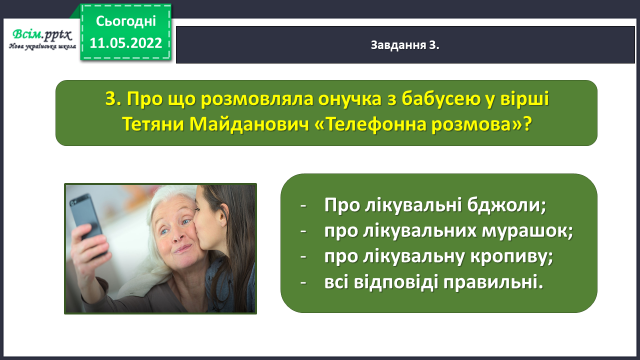 Всім.pptx
Нова українська школа
Сьогодні
11.05.2022
Завдання 3.
3. Про що розмовляла онучка з бабусею у вірші
Тетяни Майданович «Телефонна розмова»?
- Про лікувальні бджоли;
- про лікувальних мурашок;
- про лікувальну кропиву;
- всі відповіді правильні.